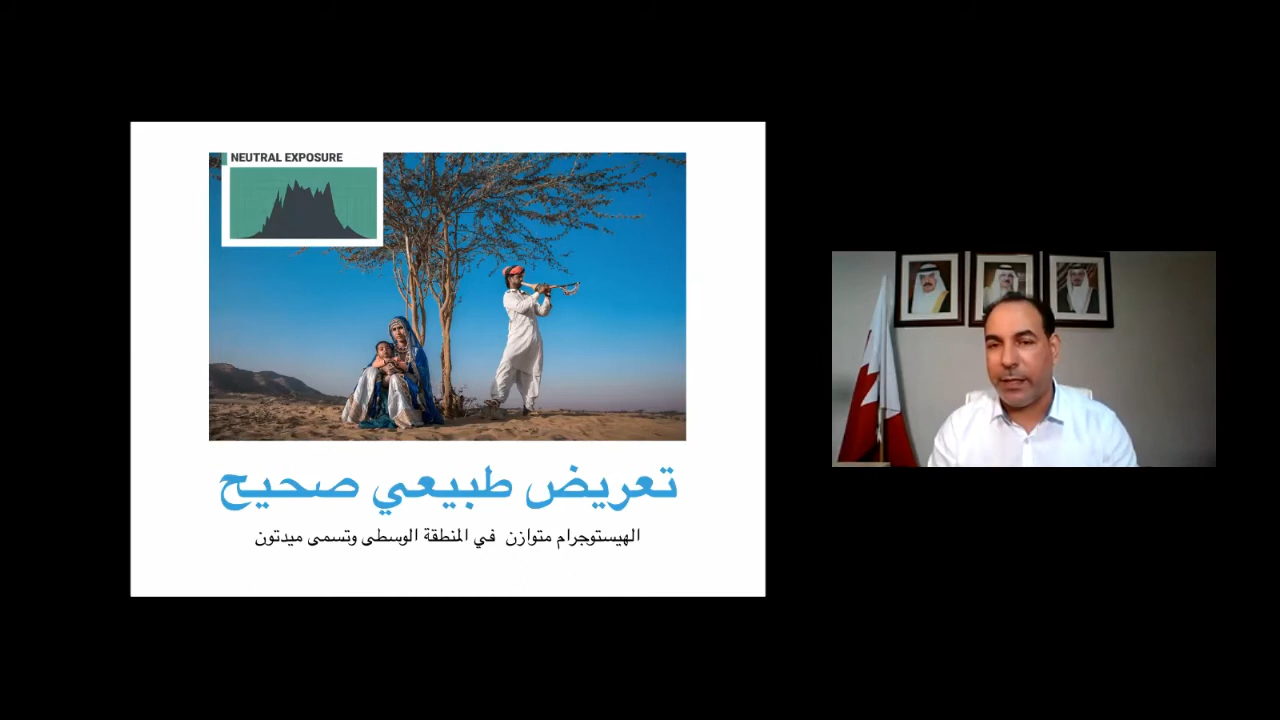 NEUTRAL EXPOSURE
تعريض طبيعي صحيح
الهيستوجرام متوازن في المنطقة الوسطى وتسمى ميدتون